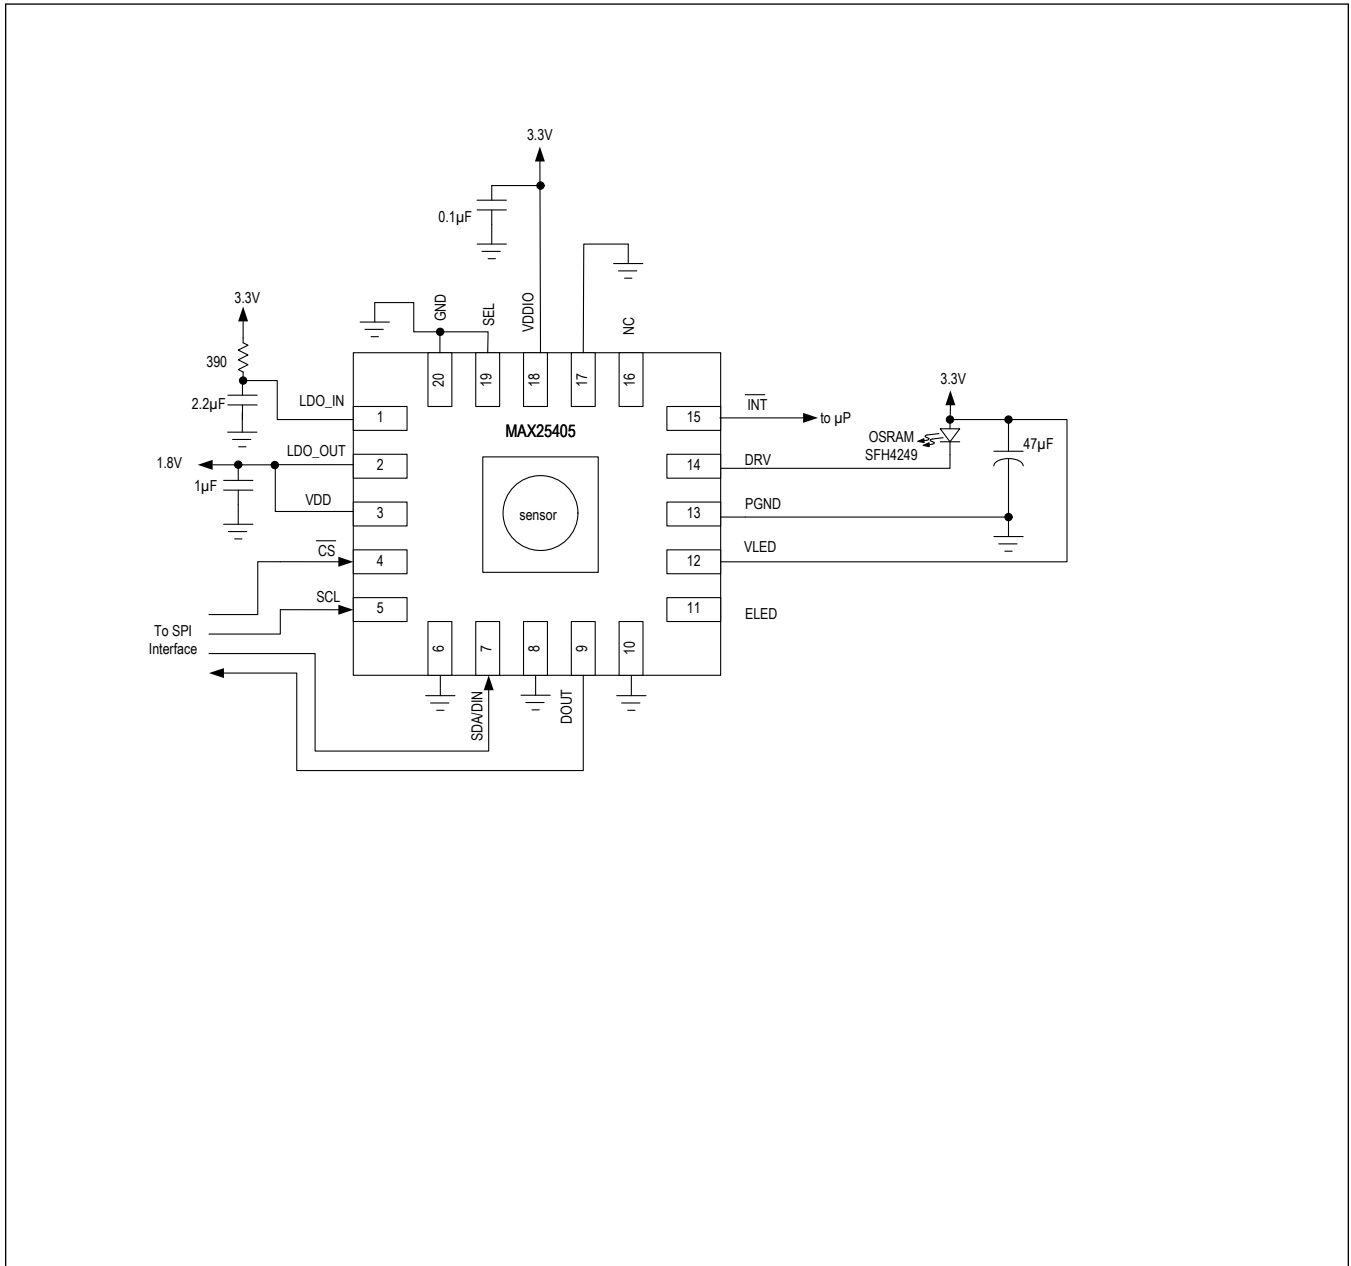 3.3V
0.1µF
3.3V
GND
SEL
VDDIO
NC
390
20
19
18
17
16
3.3V
2.2µF
LDO_IN
1
MAX25405
15
INT
to µP
OSRAM
SFH4249
47µF
LDO_OUT
1.8V
2
14
DRV
1µF
VDD
3
sensor
13
PGND
CS
4
12
VLED
SCL
5
11
ELED
To SPI
Interface
6
7
8
9
10
SDA/DIN
DOUT